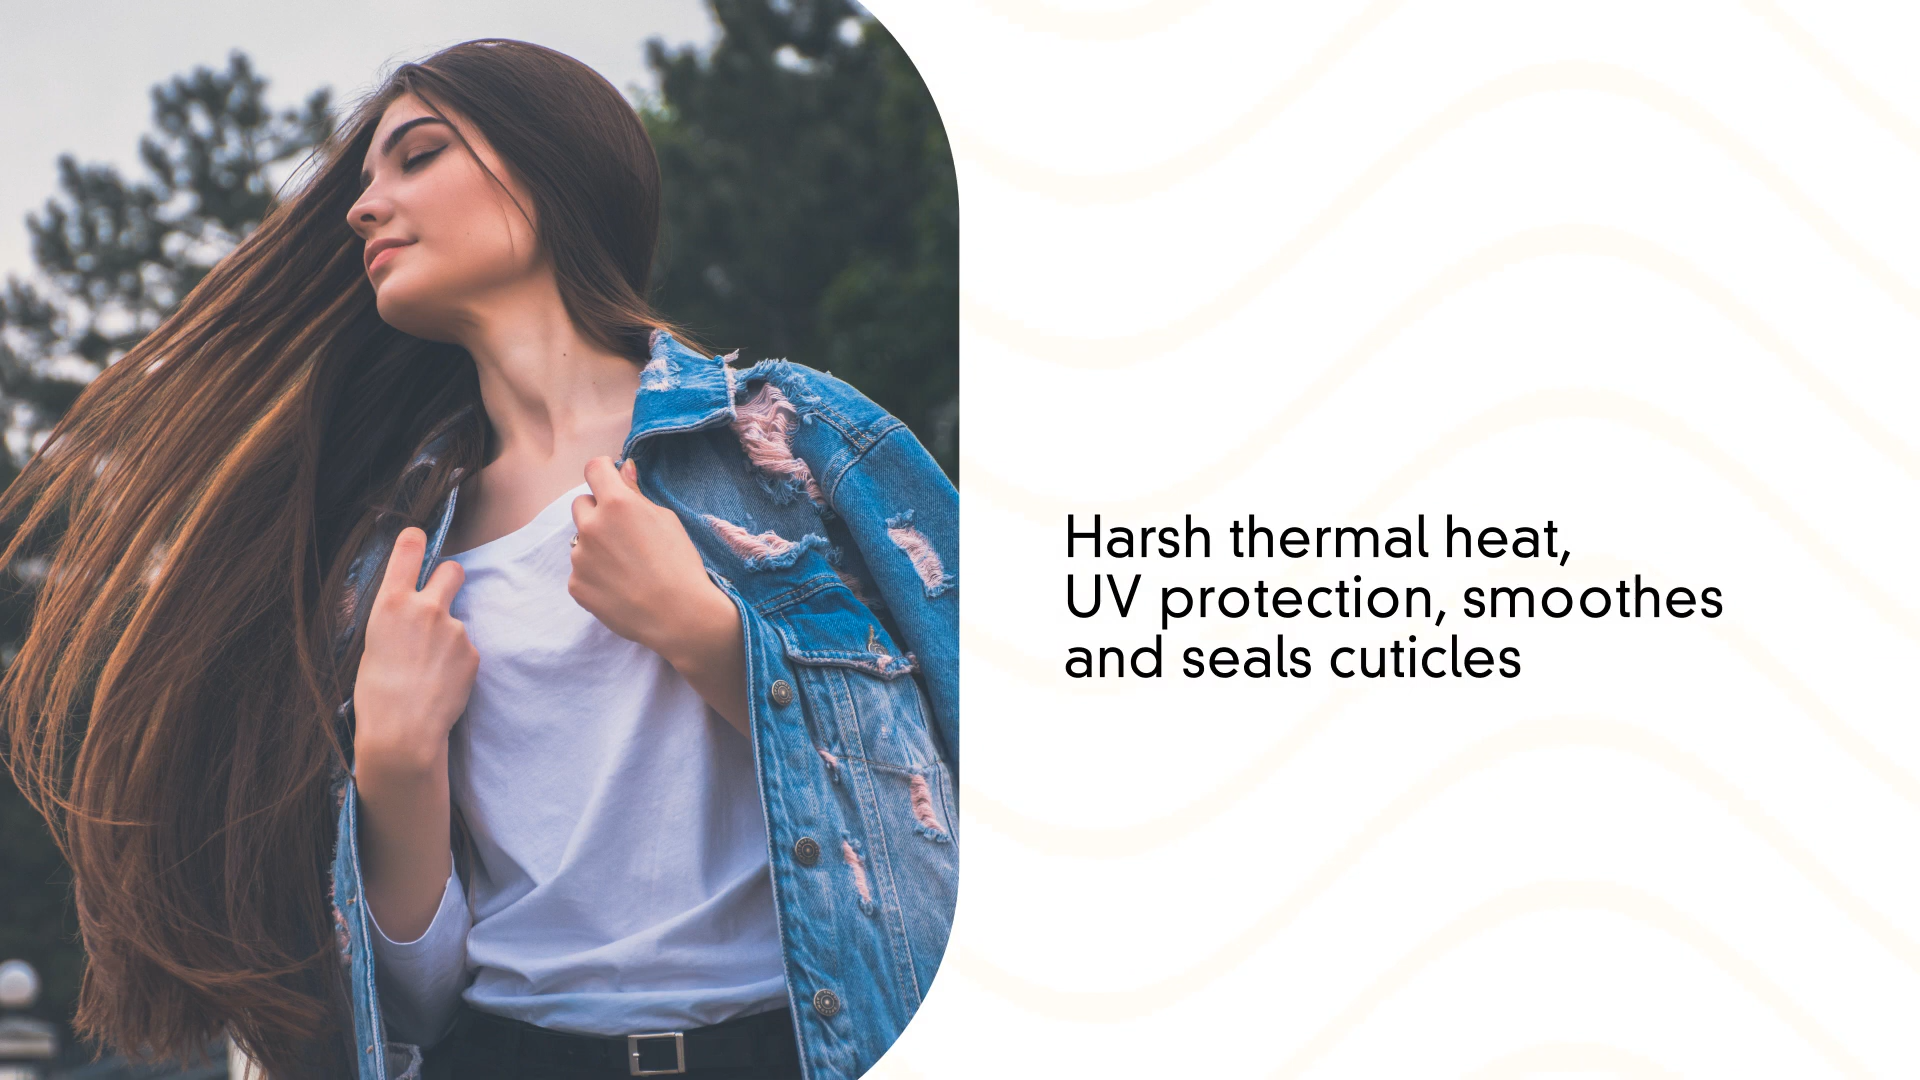 Harsh thermal heat,
UV protection, smoothes
and seals cuticles